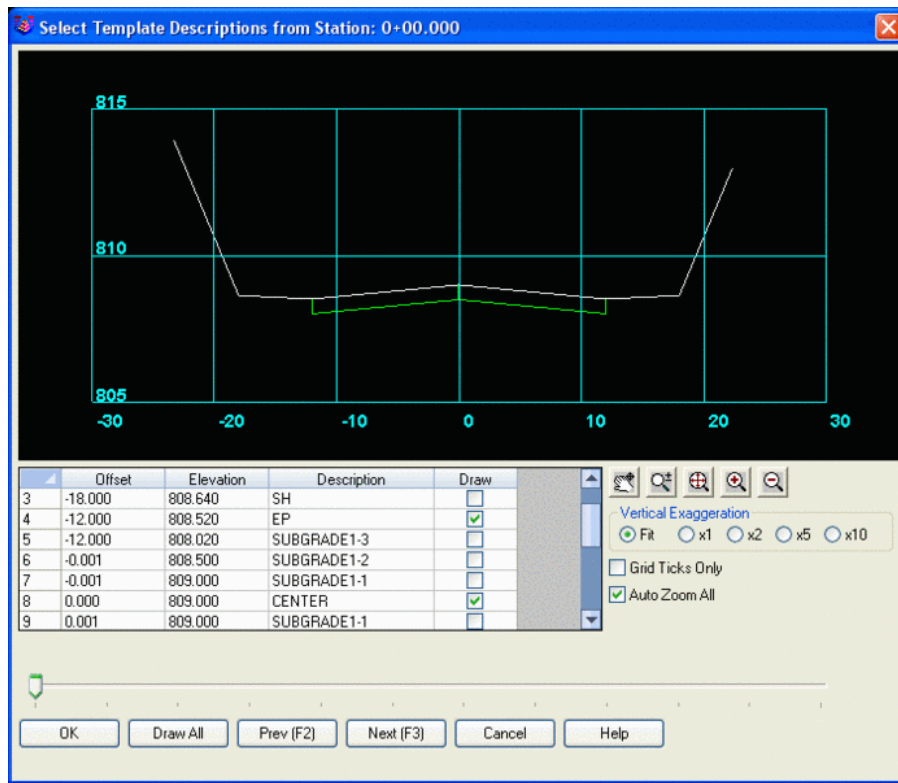 Select Template Descriptions from Station: 0+00.000
815
810
805
-30 -20 -10 0 10 20 30
Offset Elevation Description Draw
3 -18.000 808.640 SH
4 -12.000 808.520 EP
5 -12.000 808.020 SUBGRADE1-3
6 -0.001 808.500 SUBGRADE1-2
7 -0.001 809.000 SUBGRADE1-1
8 0.000 809.000 CENTER
9 0.001 809.000 SUBGRADE1-1
Vertical Exaggeration
Fit x1 x2 x5 x10
Grid Ticks Only
Auto Zoom All
OK Draw All Prev (F2) Next (F3) Cancel Help